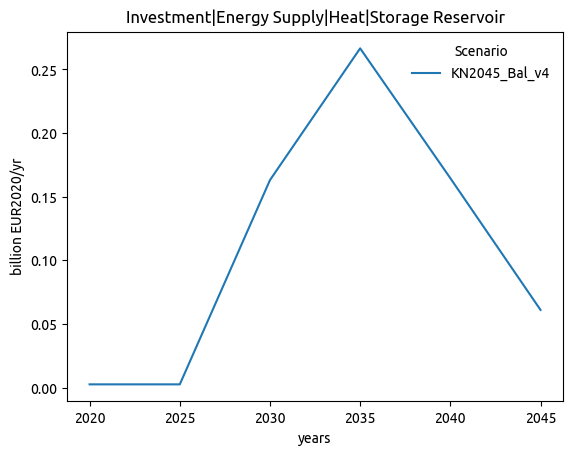 Investment|Energy Supply|Heat|Storage Reservoir
Scenario
KN2045_Bal_v4
billion EUR2020/yr
0.25
0.20
0.15
0.10
0.05
0.00
2020 2025 2030 2035 2040 2045
years